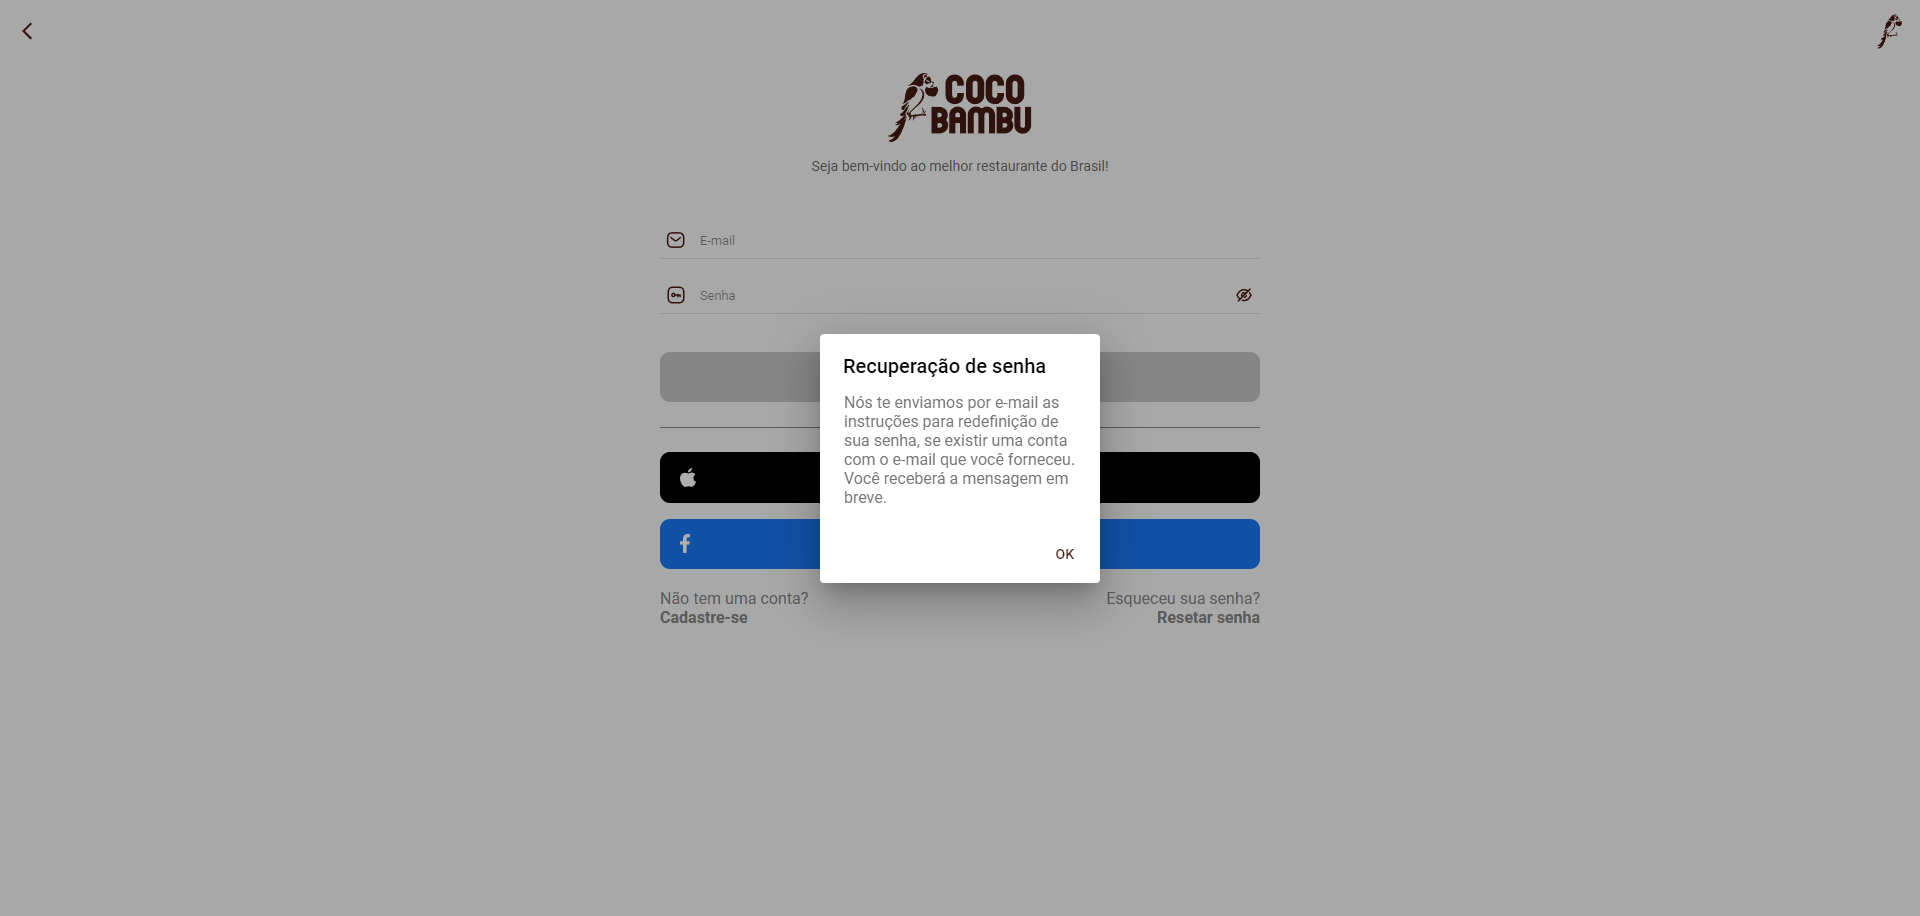 COCO
BAMBU
Seja bem-vindo ao melhor restaurante do Brasil!
E-mail
Senha
Recuperação de senha
Nós te enviamos por e-mail as
instruções para redefinição de
sua senha, se existir uma conta
com o e-mail que você forneceu.
Você receberá a mensagem em
breve.
OK
Não tem uma conta?
Cadastre-se
Esqueceu sua senha?
Resetar senha